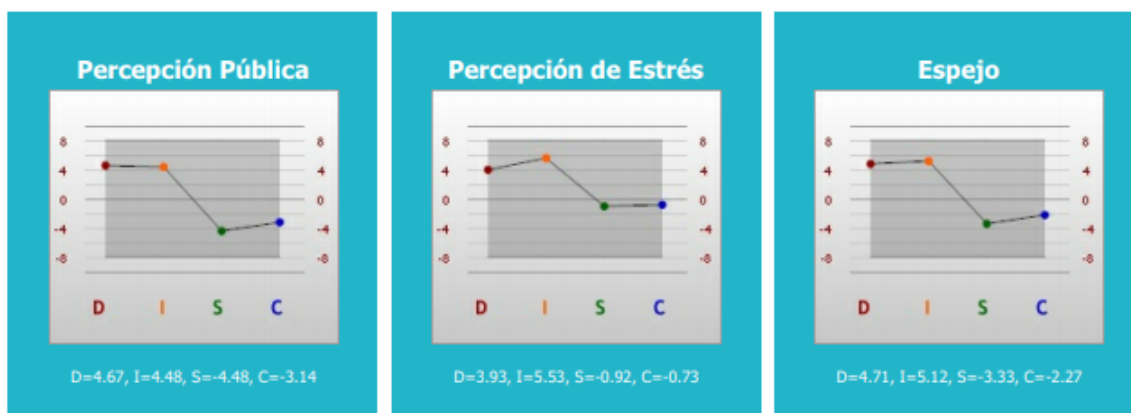 Percepción Pública
8 8
4 4
0 0
-4 -4
-8 -8
D I S C
D=4.67, I=4.48, S=-4.48, C=-3.14
Percepción de Estrés
8 8
4 4
0 0
-4 -4
-8 -8
D I S C
D=3.93, I=5.53, S=-0.92, C=-0.73
Espejo
8 8
4 4
0 0
-4 -4
-8 -8
D I S C
D=4.71, I=5.12, S=-3.33, C=-2.27